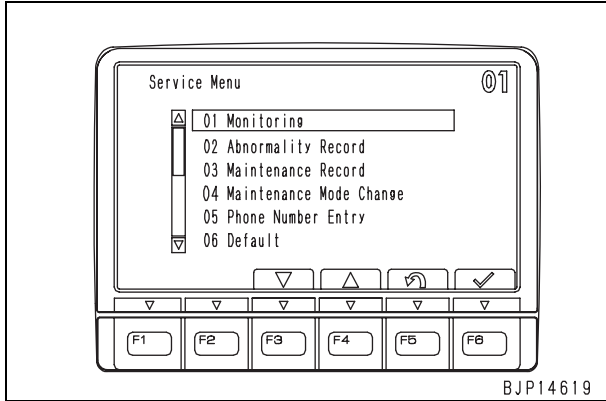 Service Menu 01
01 Monitoring
02 Abnormality Record
03 Maintenance Record
04 Maintenance Mode Change
05 Phone Number Entry
06 Default
F1 F2 F3 F4 F5 F6
BJP14619